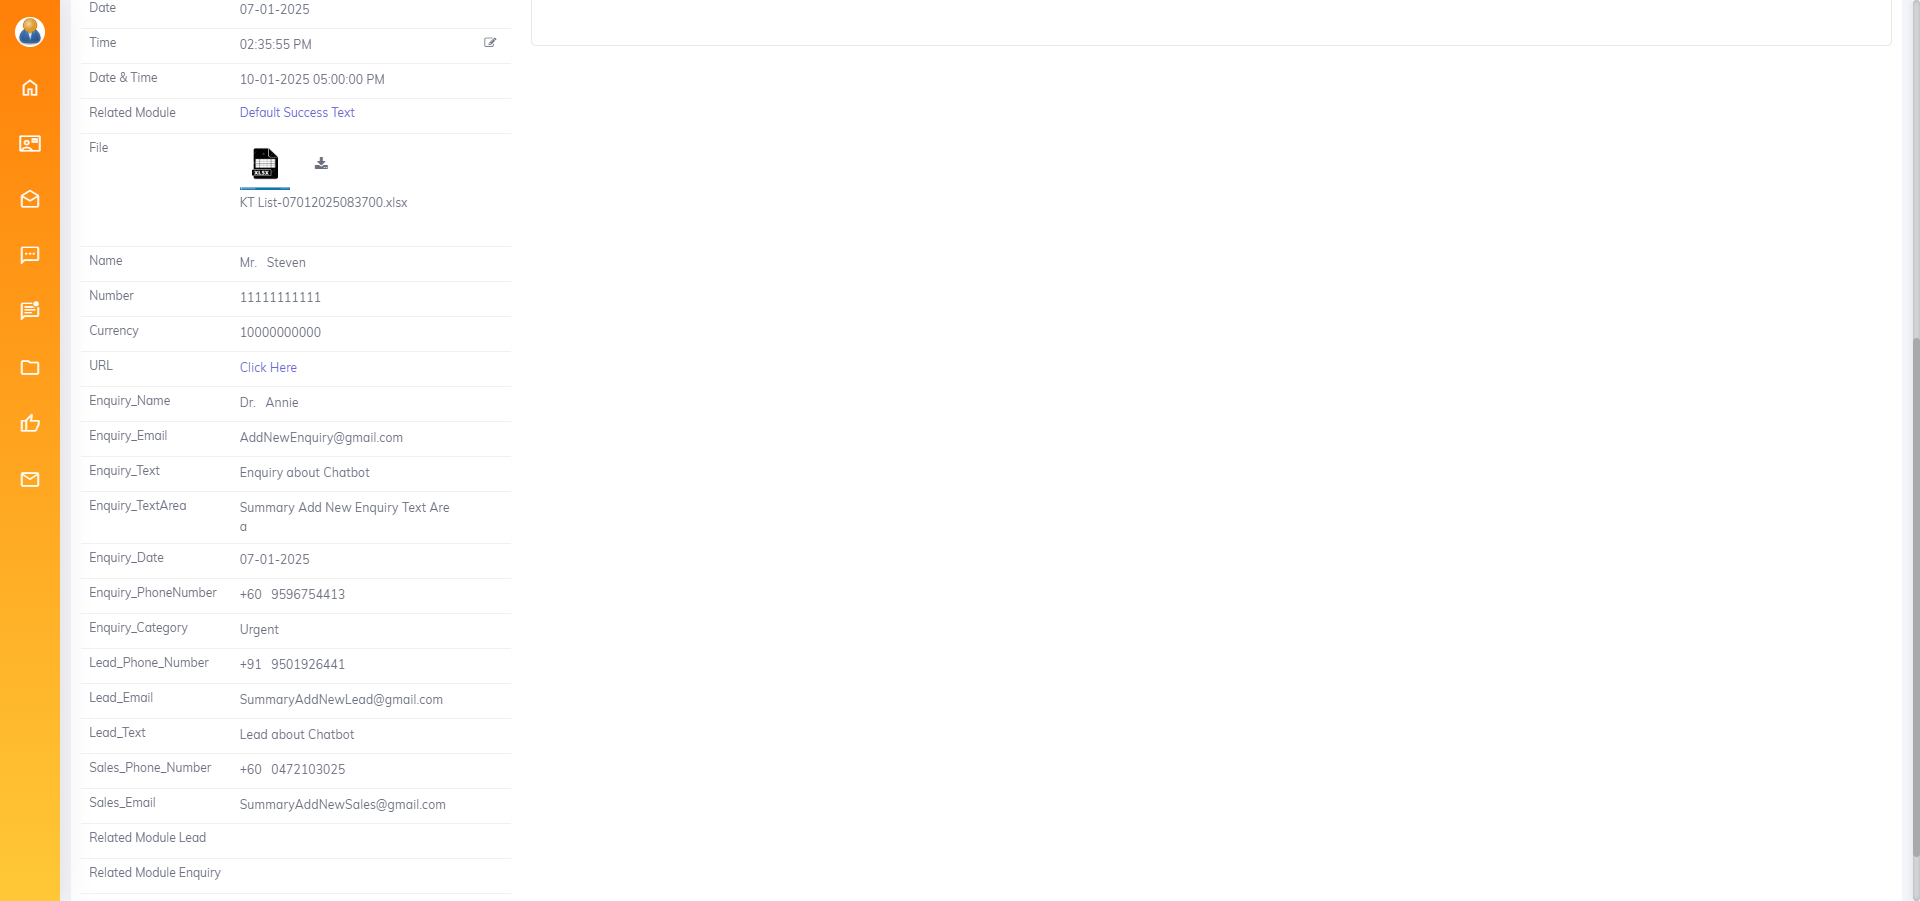 Date 07-01-2025
Time 02:35:55 PM
Date & Time 10-01-2025 05:00:00 PM
Related Module Default Success Text
File
XLSX
KT List-07012025083700.xlsx
Name Mr. Steven
Number 11111111111
Currency 10000000000
URL Click Here
Enquiry_Name Dr. Annie
Enquiry_Email AddNewEnquiry@gmail.com
Enquiry_Text Enquiry about Chatbot
Enquiry_TextArea Summary Add New Enquiry Text Are
a
Enquiry_Date 07-01-2025
Enquiry_PhoneNumber +60 9596754413
Enquiry_Category Urgent
Lead_Phone_Number +91 9501926441
Lead_Email SummaryAddNewLead@gmail.com
Lead_Text Lead about Chatbot
Sales_Phone_Number +60 0472103025
Sales_Email SummaryAddNewSales@gmail.com
Related Module Lead
Related Module Enquiry